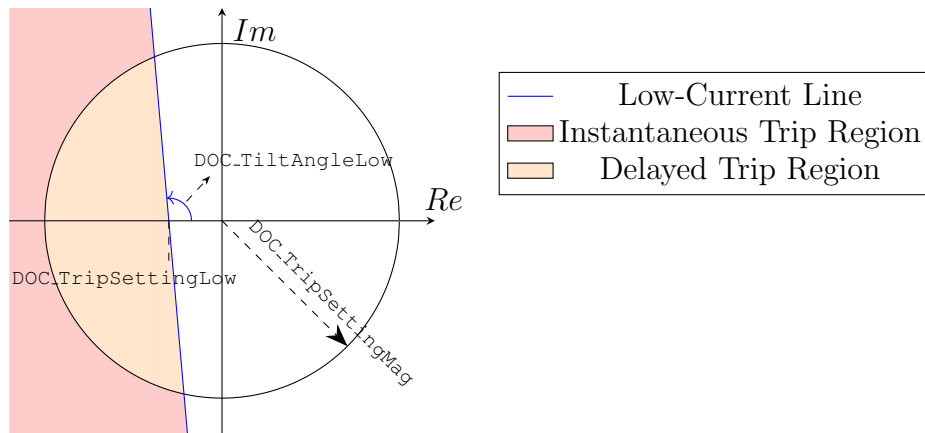 Im
Low-Current Line
Instantaneous Trip Region
Delayed Trip Region
DOC_TiltAngleLow
Re
DOC_TripSettingLow
DOC_TripSettingMag